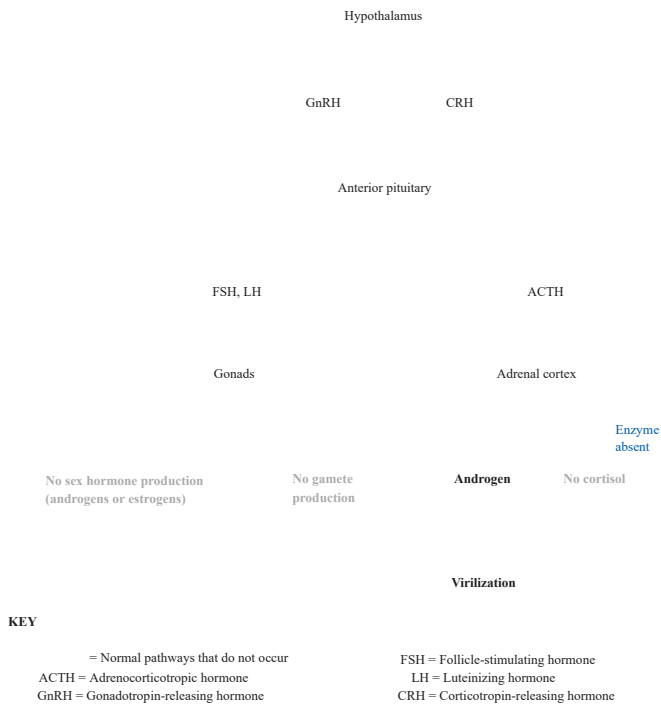 Hypothalamus
GnRH
CRH
Anterior pituitary
FSH, LH
ACTH
Gonads
Adrenal cortex
Enzyme
absent
No sex hormone production
(androgens or estrogens)
No gamete
production
Androgen
No cortisol
Virilization
KEY
= Normal pathways that do not occur
ACTH = Adrenocorticotropic hormone
GnRH = Gonadotropin-releasing hormone
FSH = Follicle-stimulating hormone
LH = Luteinizing hormone
CRH = Corticotropin-releasing hormone